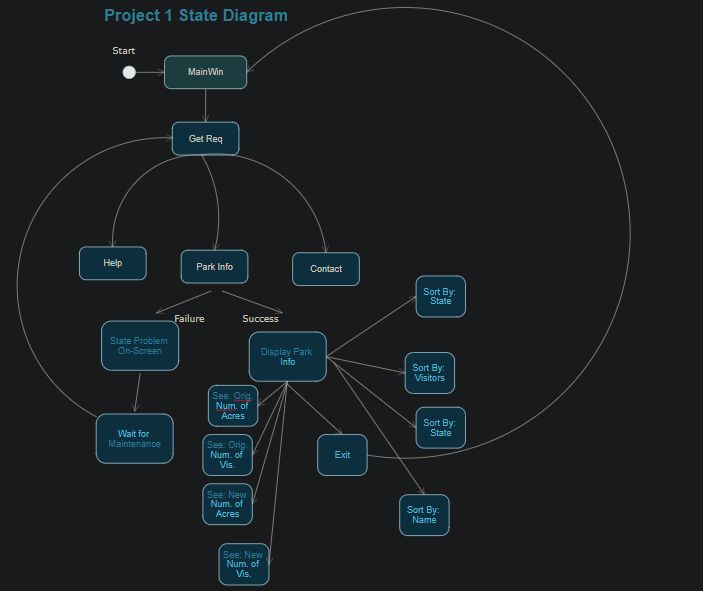 Project 1 State Diagram
Start
MainWin
Get Req
Help
Park Info
Contact
Failure
Success
State Problem
On-Screen
Display Park
Info
Sort By:
State
Sort By:
Visitors
Sort By:
State
Sort By:
Name
See: Orig.
Num. of
Acres
See: Orig.
Num. of
Vis.
See: New
Num. of
Acres
See: New
Num. of
Vis.
Exit
Wait for
Maintenance